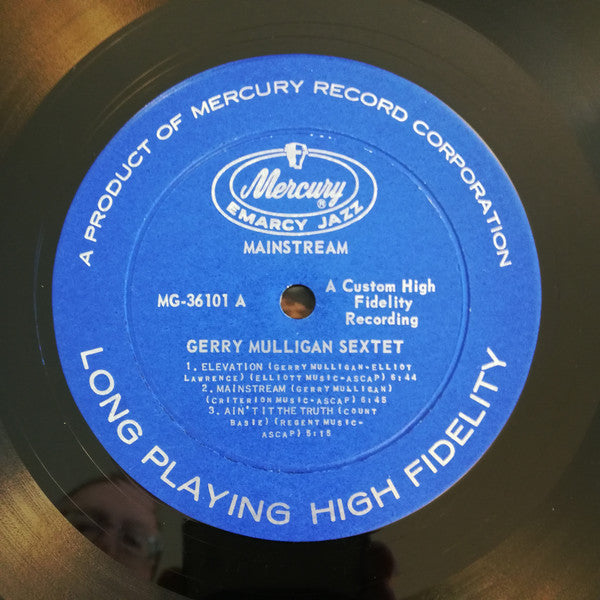 A PRODUCT OF MERCURY RECORD CORPORATION
Mercury®
EMARCY JAZZ
MAINSTREAM
MG-36101 A
A Custom High
Fidelity
Recording
GERRY MULLIGAN SEXTET
1. ELEVATION (GERRY MULLIGAN-ELLIOT
LAWRENCE) (ELLIOTT MUSIC-ASCAP) 6:44
2. MAINSTREAM (GERRY MULLIGAN)
(CRITERION MUSIC-ASCAP) 6:45
3. AIN'T IT THE TRUTH (COUNT
BASIE) (REGENT MUSIC-
ASCAP) 5:15
LONG PLAYING HIGH FIDELITY